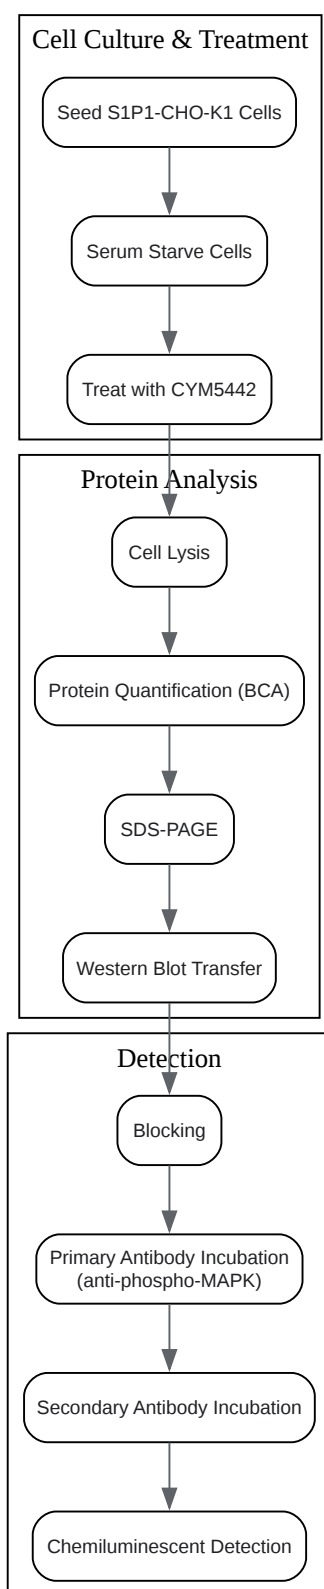 Cell Culture & Treatment
Seed S1P1-CHO-K1 Cells
Serum Starve Cells
Treat with CYM5442
Protein Analysis
Cell Lysis
Protein Quantification (BCA)
SDS-PAGE
Western Blot Transfer
Detection
Blocking
Primary Antibody Incubation
(anti-phospho-MAPK)
Secondary Antibody Incubation
Chemiluminescent Detection